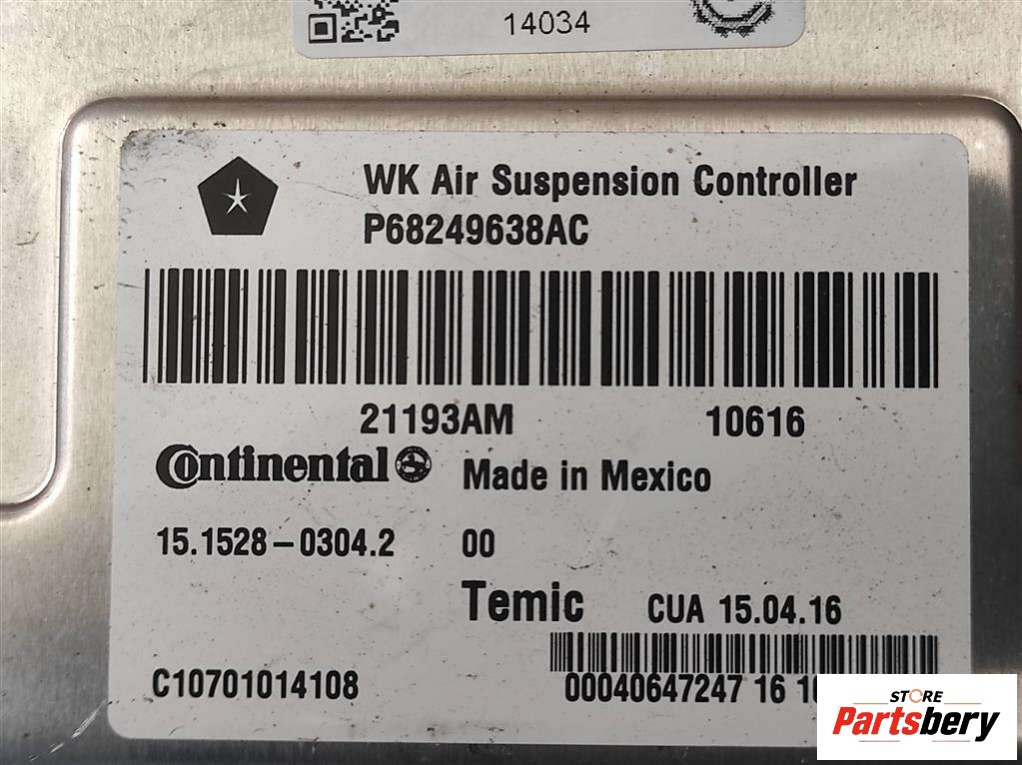 14034
WK Air Suspension Controller
P68249638AC
21193AM 10616
Continental Made in Mexico
15.1528-0304.2 00
Temic CUA 15.04.16
C10701014108 00040647247 16
STORE
Partsbery